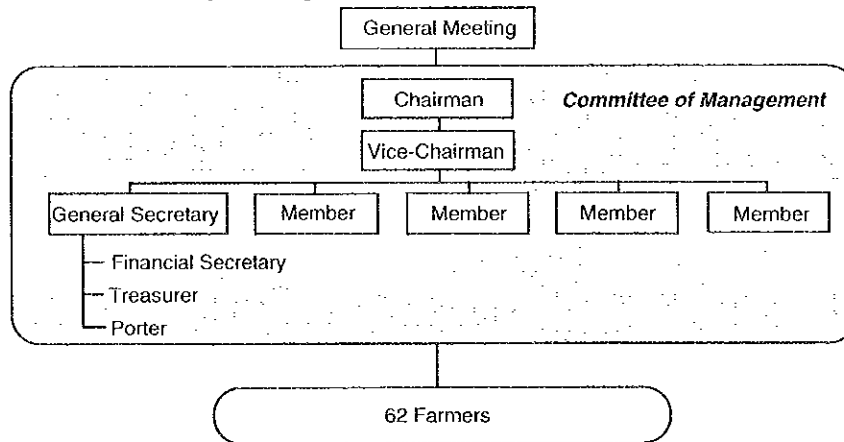 General Meeting
Chairman
Committee of Management
Vice-Chairman
General Secretary
Member
Member
Member
Member
Financial Secretary
Treasurer
Porter
62 Farmers